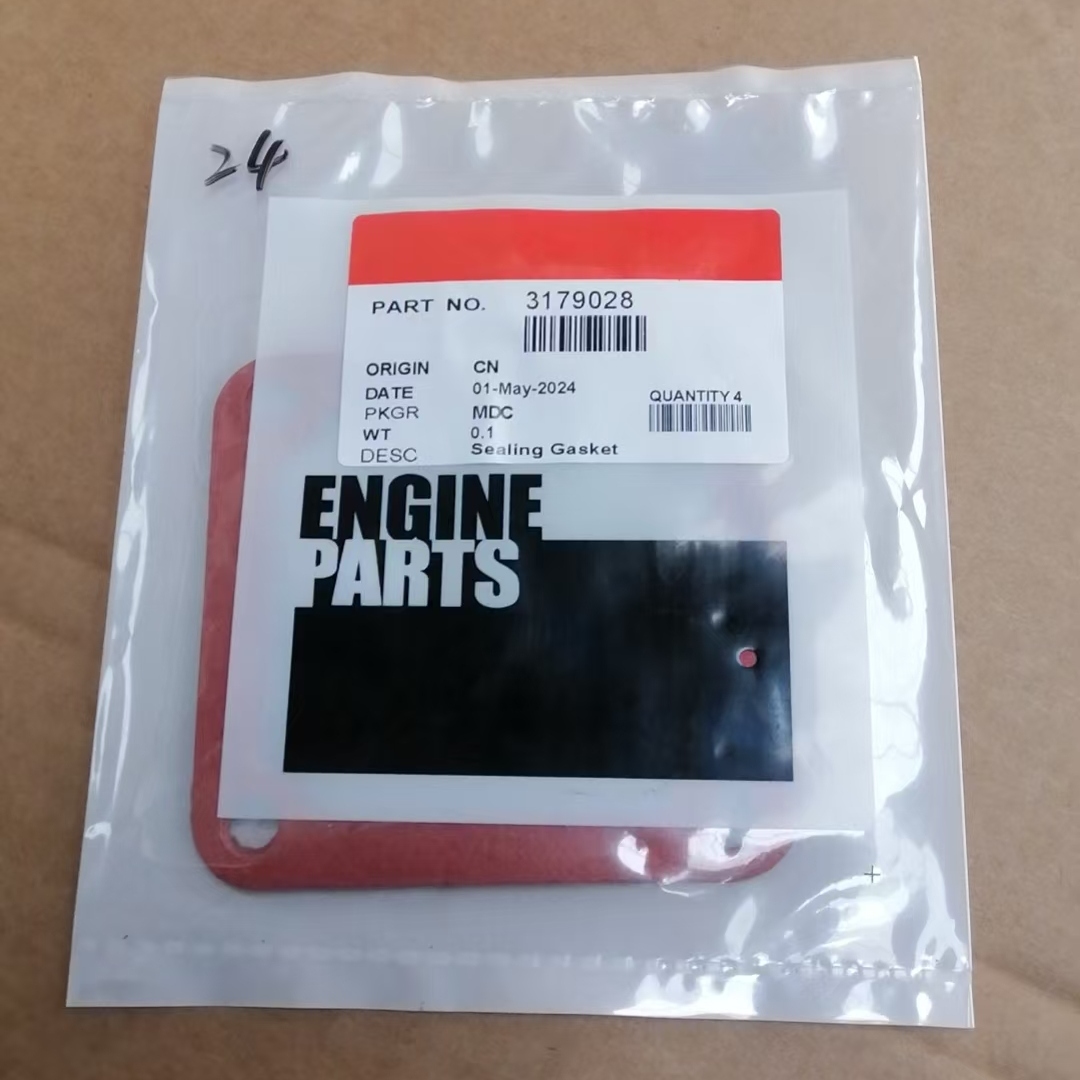 24
PART NO. 3179028
ORIGIN CN
DATE 01-May-2024
QUANTITY 4
PKGR MDC
WT 0.1
DESC Sealing Gasket
ENGINE
PARTS